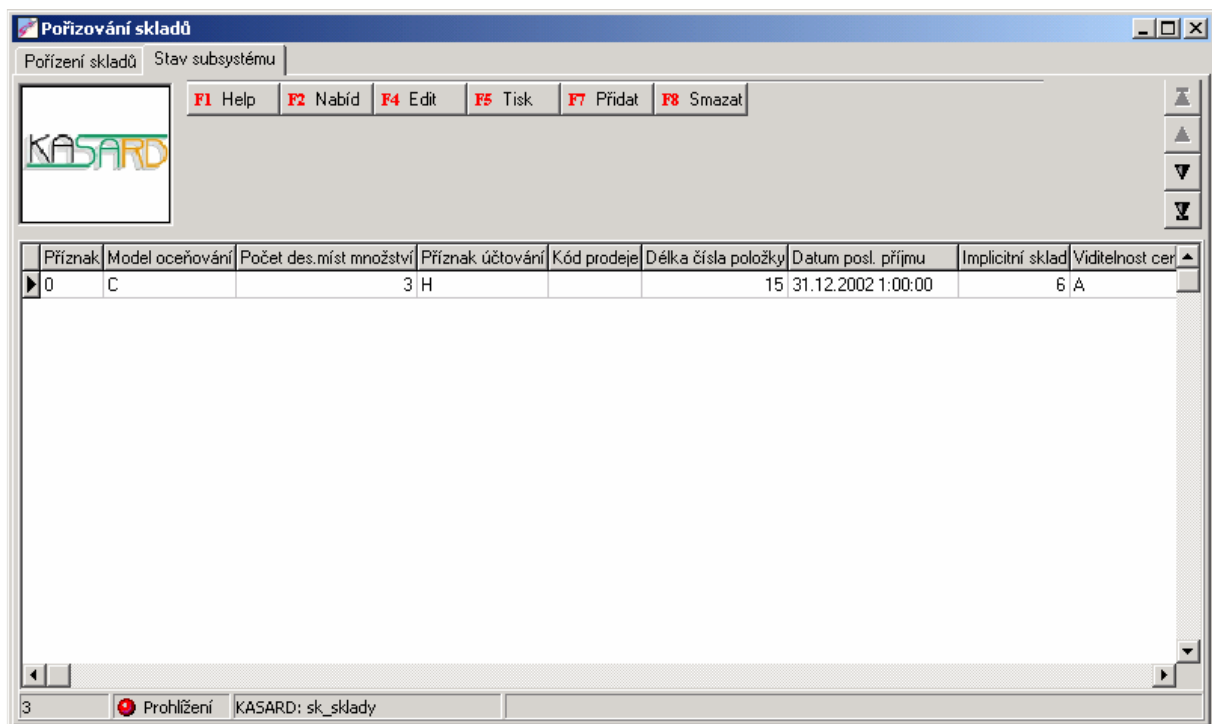 Pořizování skladů
Pořízení skladů Stav subsystému
F1 Help F2 Nabíd F4 Edit F5 Tisk F7 Přidat F8 Smazat
KASARD
Příznak Model oceňování Počet des.míst množství Příznak účtování Kód prodeje Délka čísla položky Datum posl. příjmu Implicitní sklad Viditelnost cer
0 C 3 H 15 31.12.2002 1:00:00 6 A
3 Prohlížení KASARD: sk_sklady